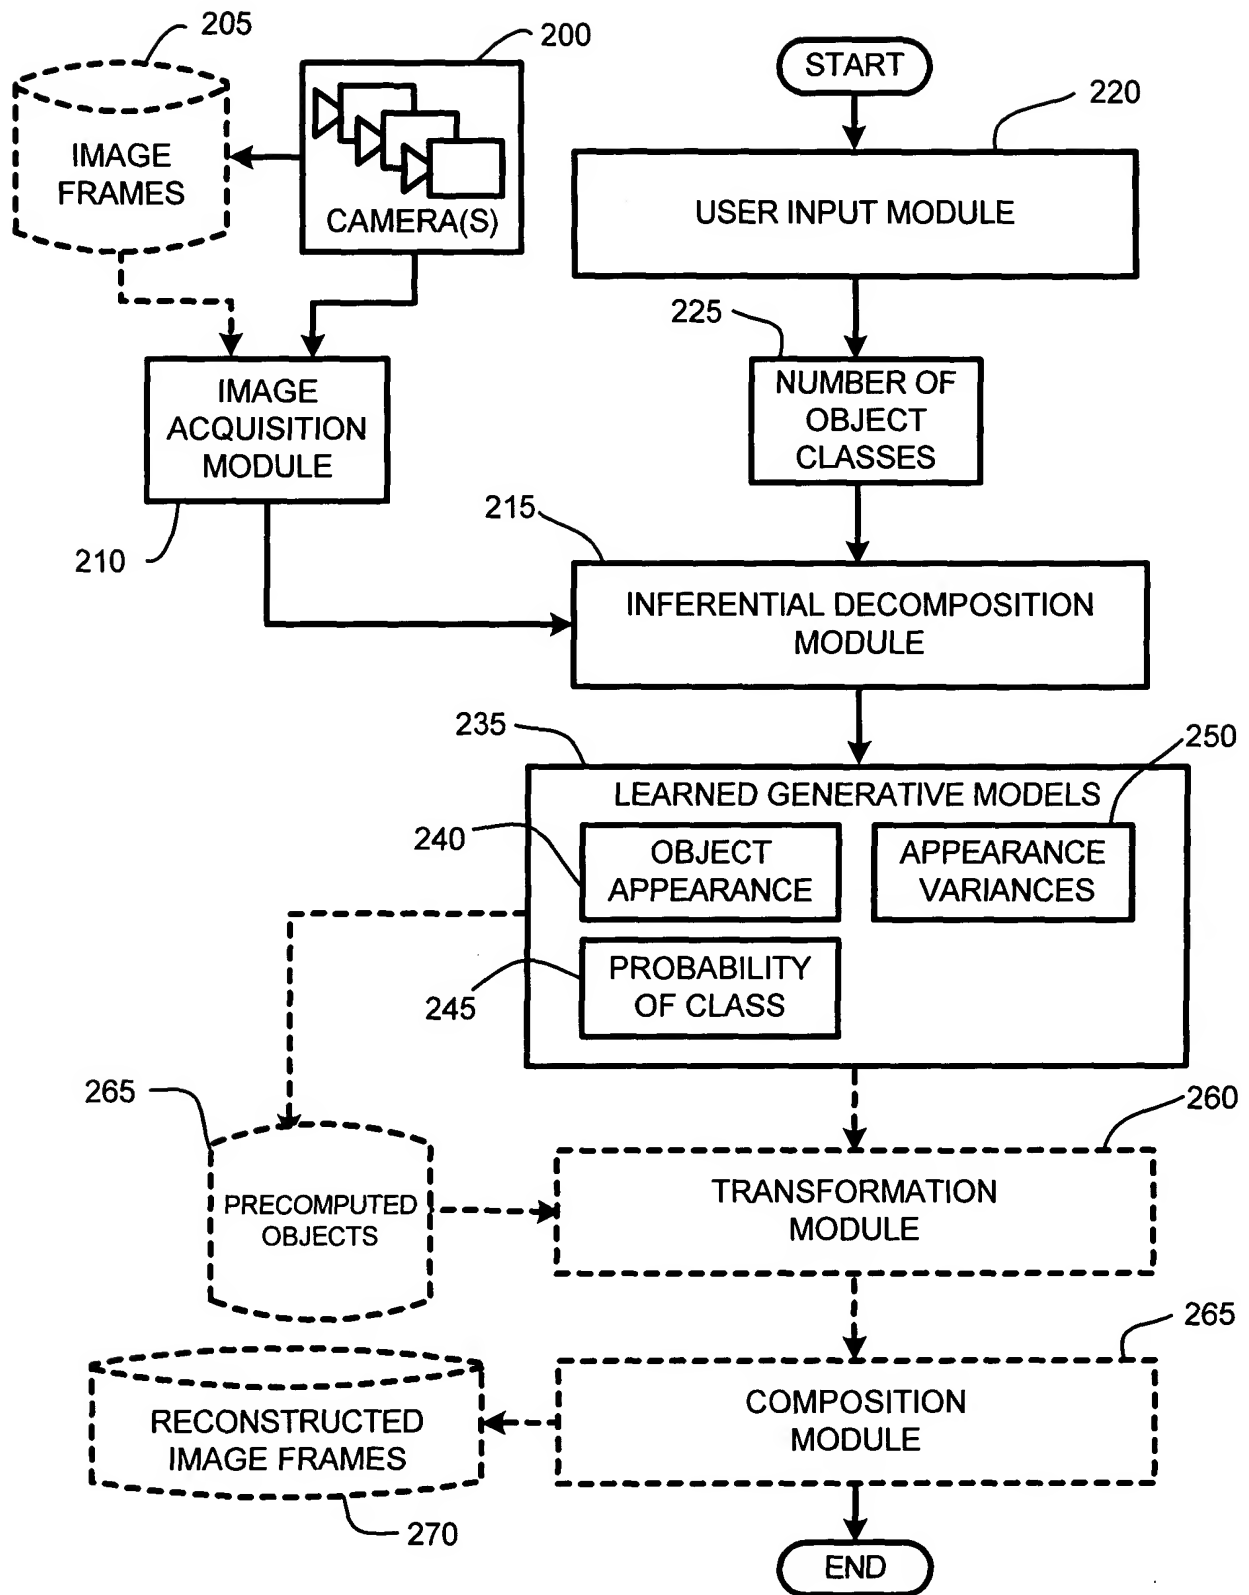 205
200
START
220
IMAGE
FRAMES
CAMERA(S)
USER INPUT MODULE
225
IMAGE
ACQUISITION
MODULE
210
NUMBER OF
OBJECT
CLASSES
215
INFERENTIAL DECOMPOSITION
MODULE
235
250
LEARNED GENERATIVE MODELS
240
OBJECT
APPEARANCE
APPEARANCE
VARIANCES
245
PROBABILITY
OF CLASS
265
260
PRECOMPUTED
OBJECTS
TRANSFORMATION
MODULE
265
RECONSTRUCTED
IMAGE FRAMES
COMPOSITION
MODULE
270
END